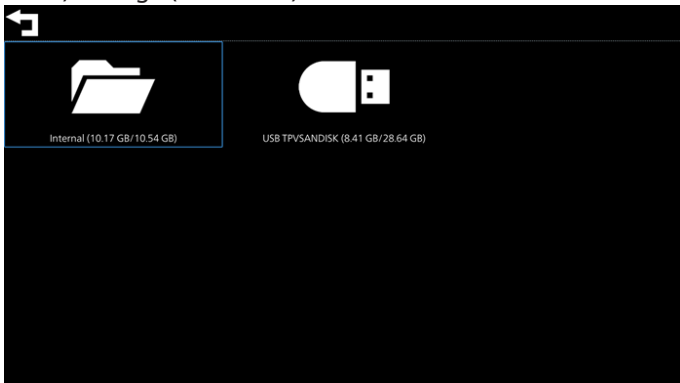 Internal (10.17 GB/10.54 GB)
USB TPVSANDISK (8.41 GB/28.64 GB)